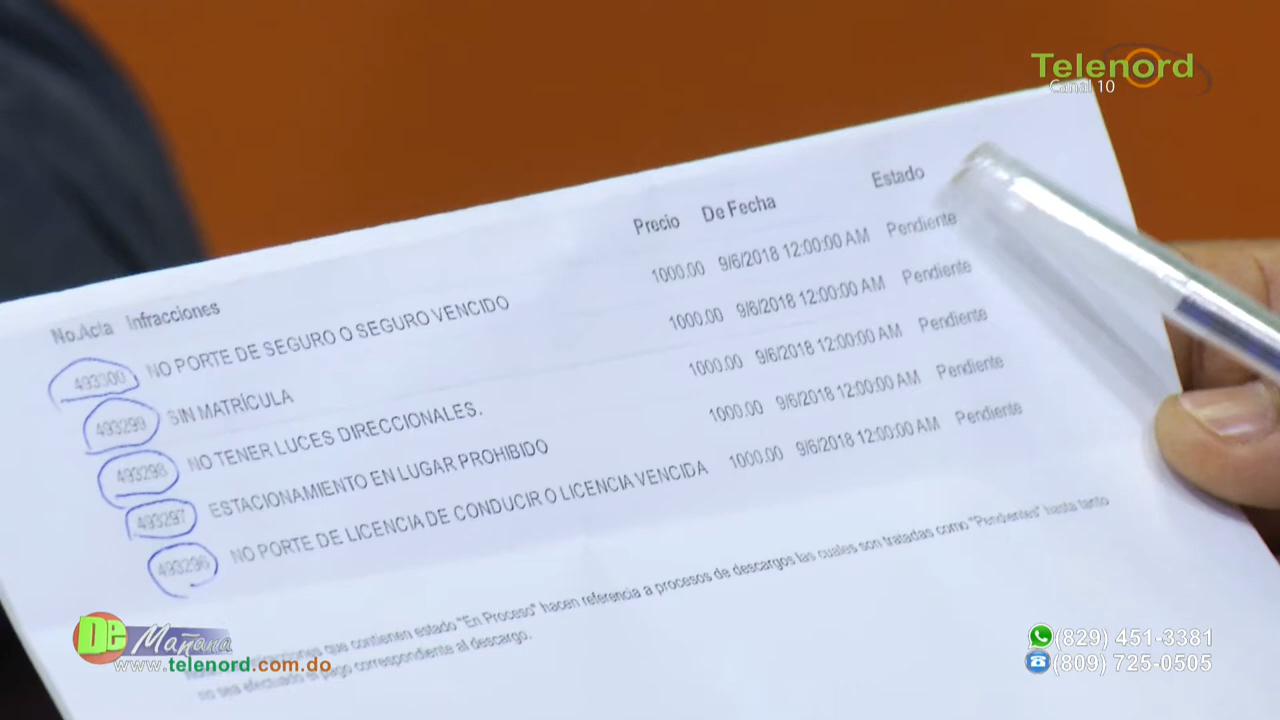 Telenord
Canal 10
No.Acta Infracciones Precio De Fecha Estado
493300 NO PORTE DE SEGURO O SEGURO VENCIDO 1000.00 9/6/2018 12:00:00 AM Pendiente
493299 SIN MATRÍCULA 1000.00 9/6/2018 12:00:00 AM Pendiente
493298 NO TENER LUCES DIRECCIONALES. 1000.00 9/6/2018 12:00:00 AM Pendiente
493297 ESTACIONAMIENTO EN LUGAR PROHIBIDO 1000.00 9/6/2018 12:00:00 AM Pendiente
493296 NO PORTE DE LICENCIA DE CONDUCIR O LICENCIA VENCIDA 1000.00 9/6/2018 12:00:00 AM Pendiente
que contienen estado "En Proceso" hacen referencia a procesos de descargos las cuales son tratadas como "Pendientes" hasta tanto
no sea efectuado el pago correspondiente al descargo.
De Mañana
www.telenord.com.do
(829) 451-3381
(809) 725-0505